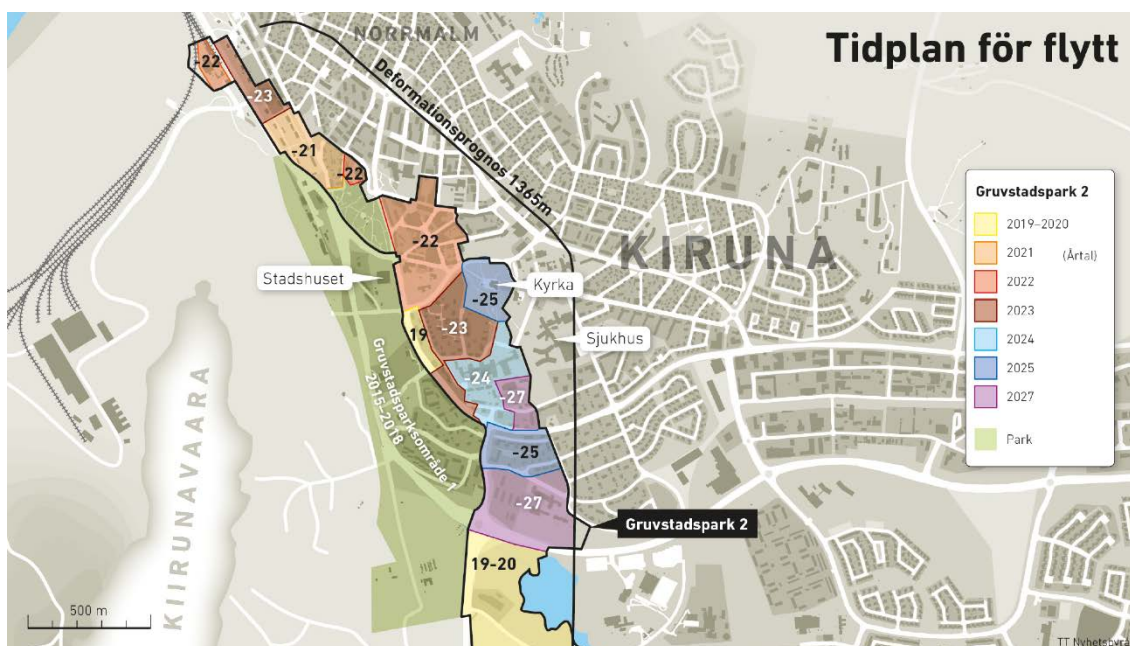 Tidplan för flytt
NORRMALM
Deformationsprognos 1365m
-22
-23
-21
-22
-22
KIRUNA
Stadshuset
Kyrka
-25
Sjukhus
19
-23
-24
-27
Gruvstadsparksområde 1
2015–2018
-25
-27
Gruvstadspark 2
19-20
KIIRUNAVAARA
500 m
Gruvstadspark 2
2019–2020
2021 (Årtal)
2022
2023
2024
2025
2027
Park
TT Nyhetsbyrå